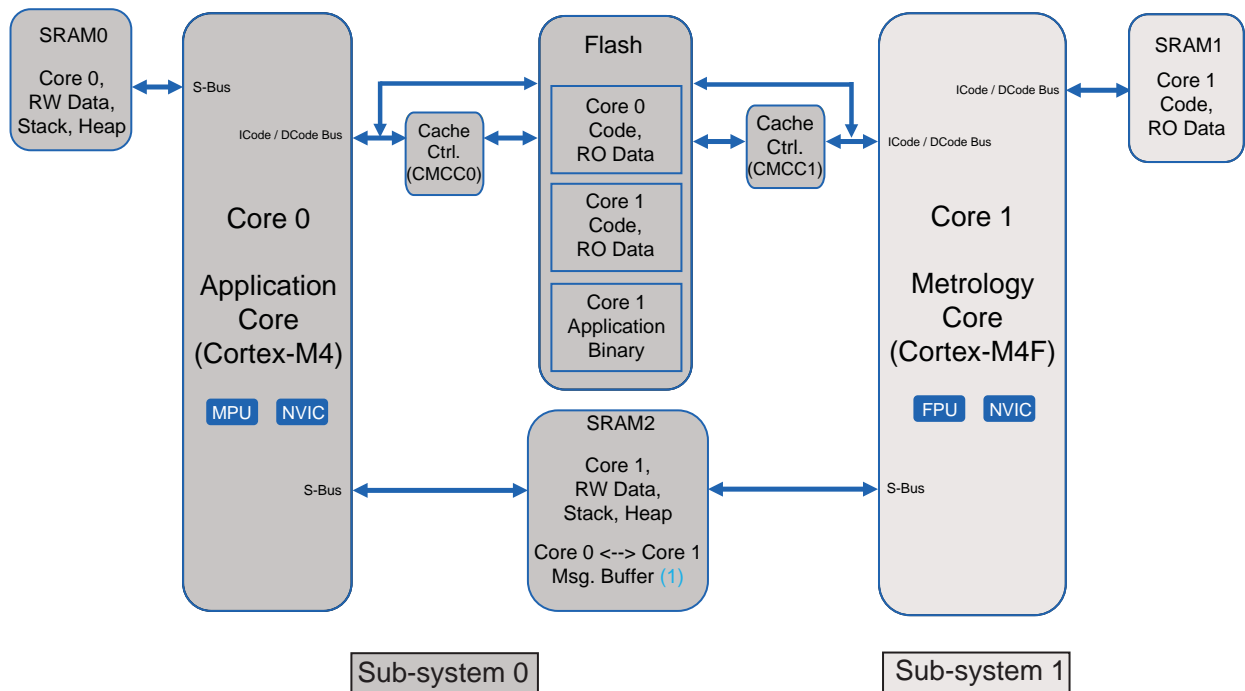 SRAM0
Core 0,
RW Data,
Stack, Heap
S-Bus
ICode / DCode Bus
Core 0
Application
Core
(Cortex-M4)
MPU
NVIC
S-Bus
Cache
Ctrl.
(CMCC0)
Flash
Core 0
Code,
RO Data
Core 1
Code,
RO Data
Core 1
Application
Binary
SRAM2
Core 1,
RW Data,
Stack, Heap
Core 0 <--> Core 1
Msg. Buffer (1)
Cache
Ctrl.
(CMCC1)
ICode / DCode Bus
ICode / DCode Bus
Core 1
Metrology
Core
(Cortex-M4F)
FPU
NVIC
S-Bus
SRAM1
Core 1
Code,
RO Data
Sub-system 0
Sub-system 1